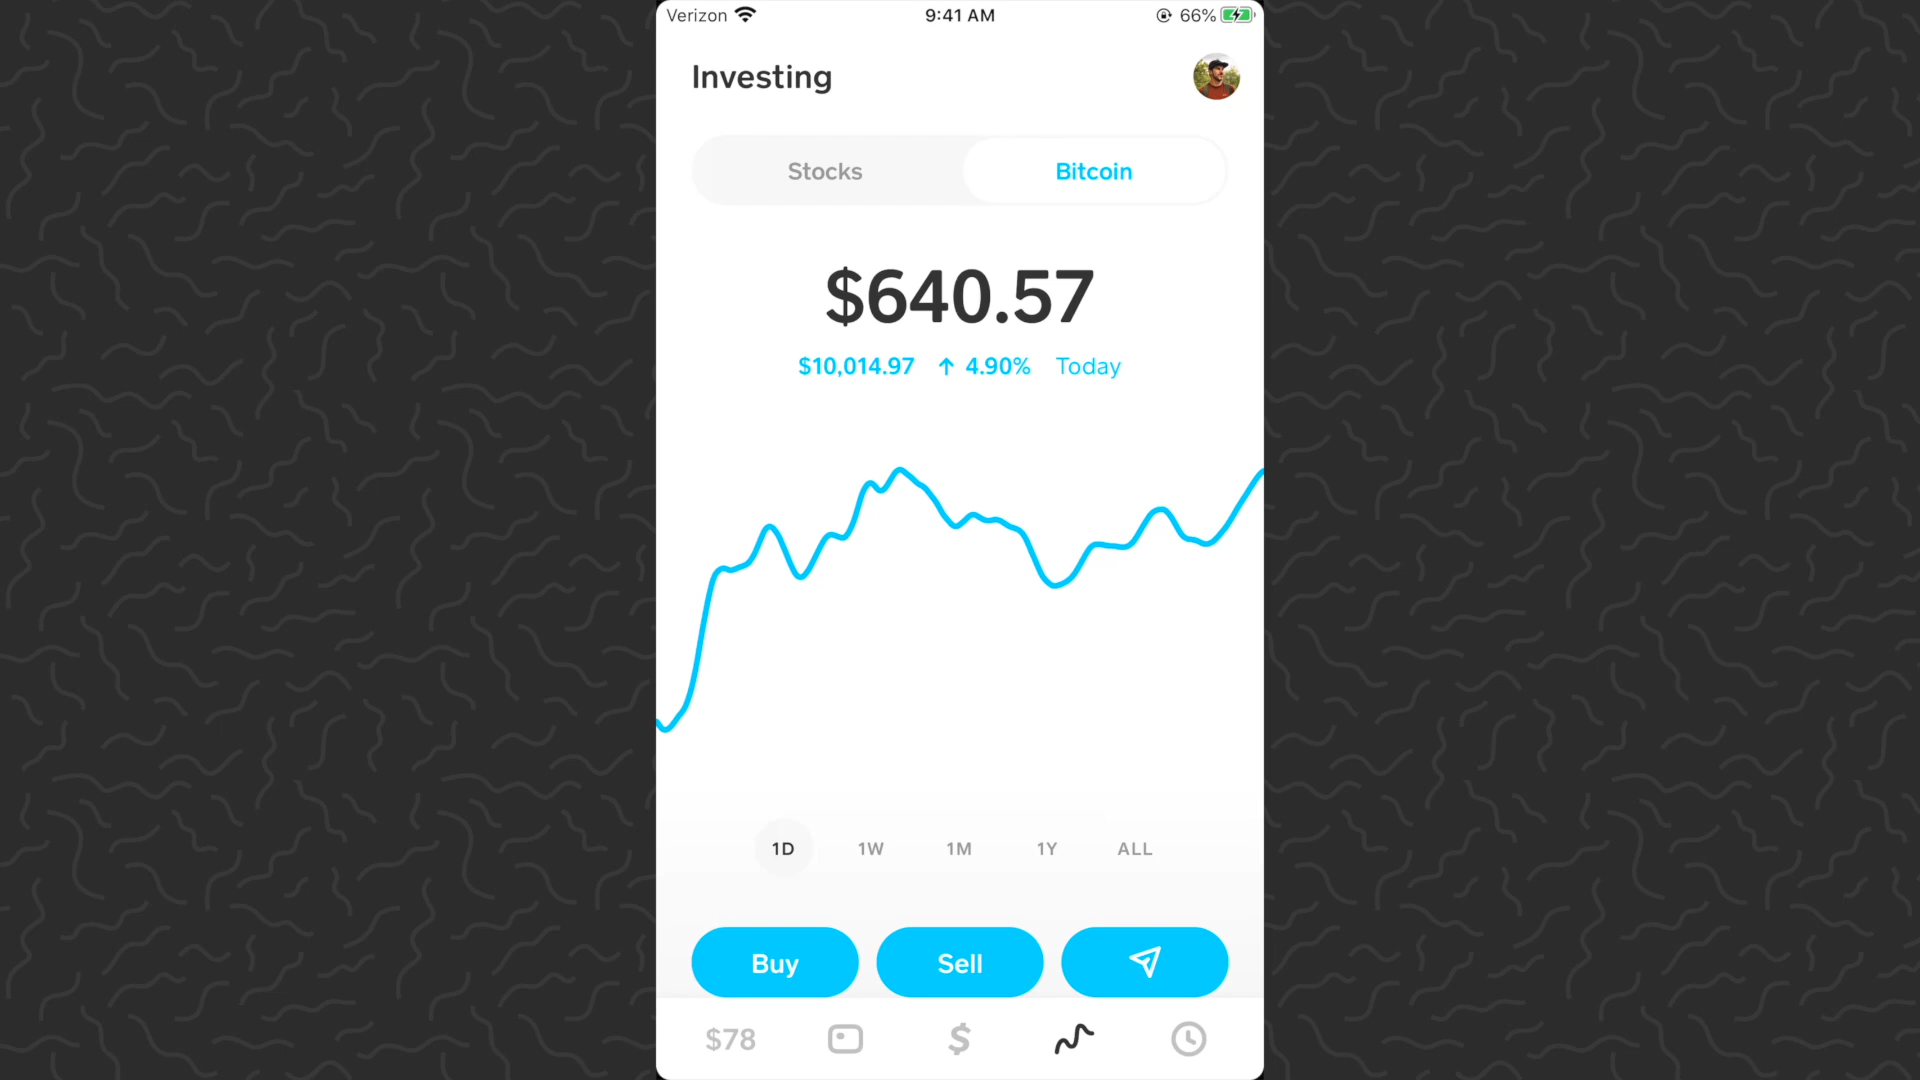 Verizon 9:41 AM 66%
Investing
Stocks Bitcoin
$640.57
$10,014.97 ↑ 4.90% Today
1D 1W 1M 1Y ALL
Buy Sell
$78 $